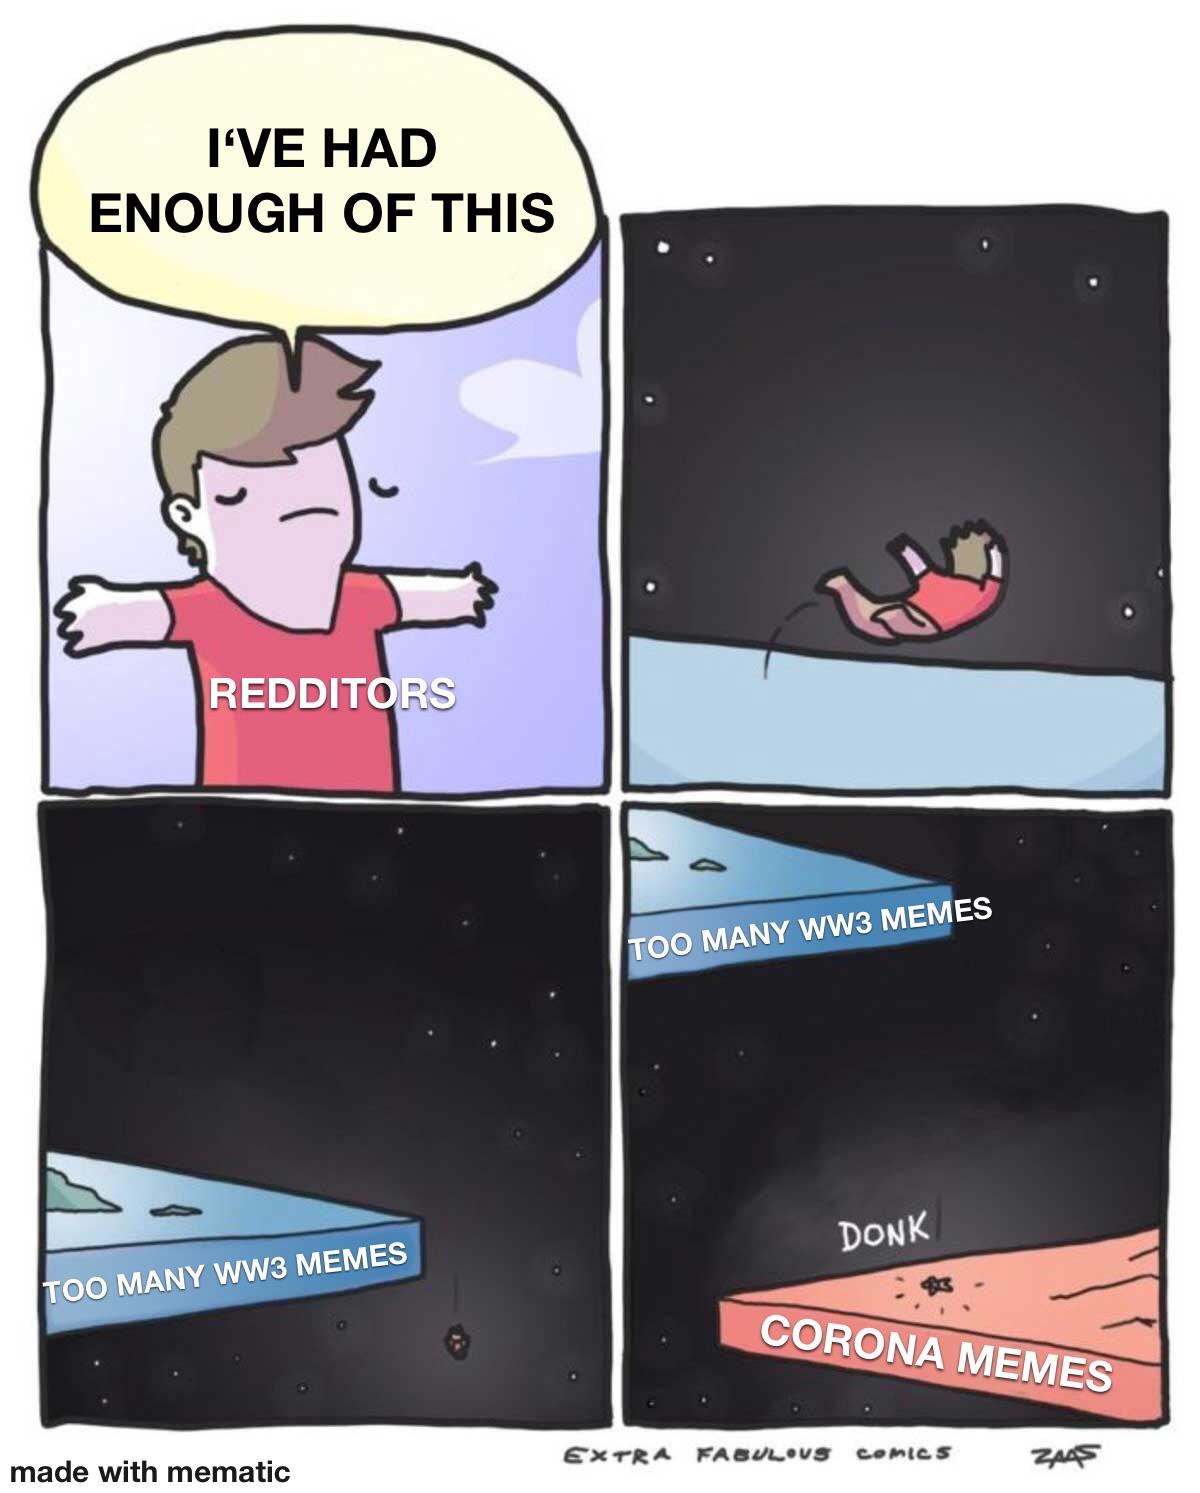 I‘VE HAD
ENOUGH OF THIS
REDDITORS
TOO MANY WW3 MEMES
TOO MANY WW3 MEMES
DONK
CORONA MEMES
EXTRA FABULOUS COMICS
ZAAS
made with mematic